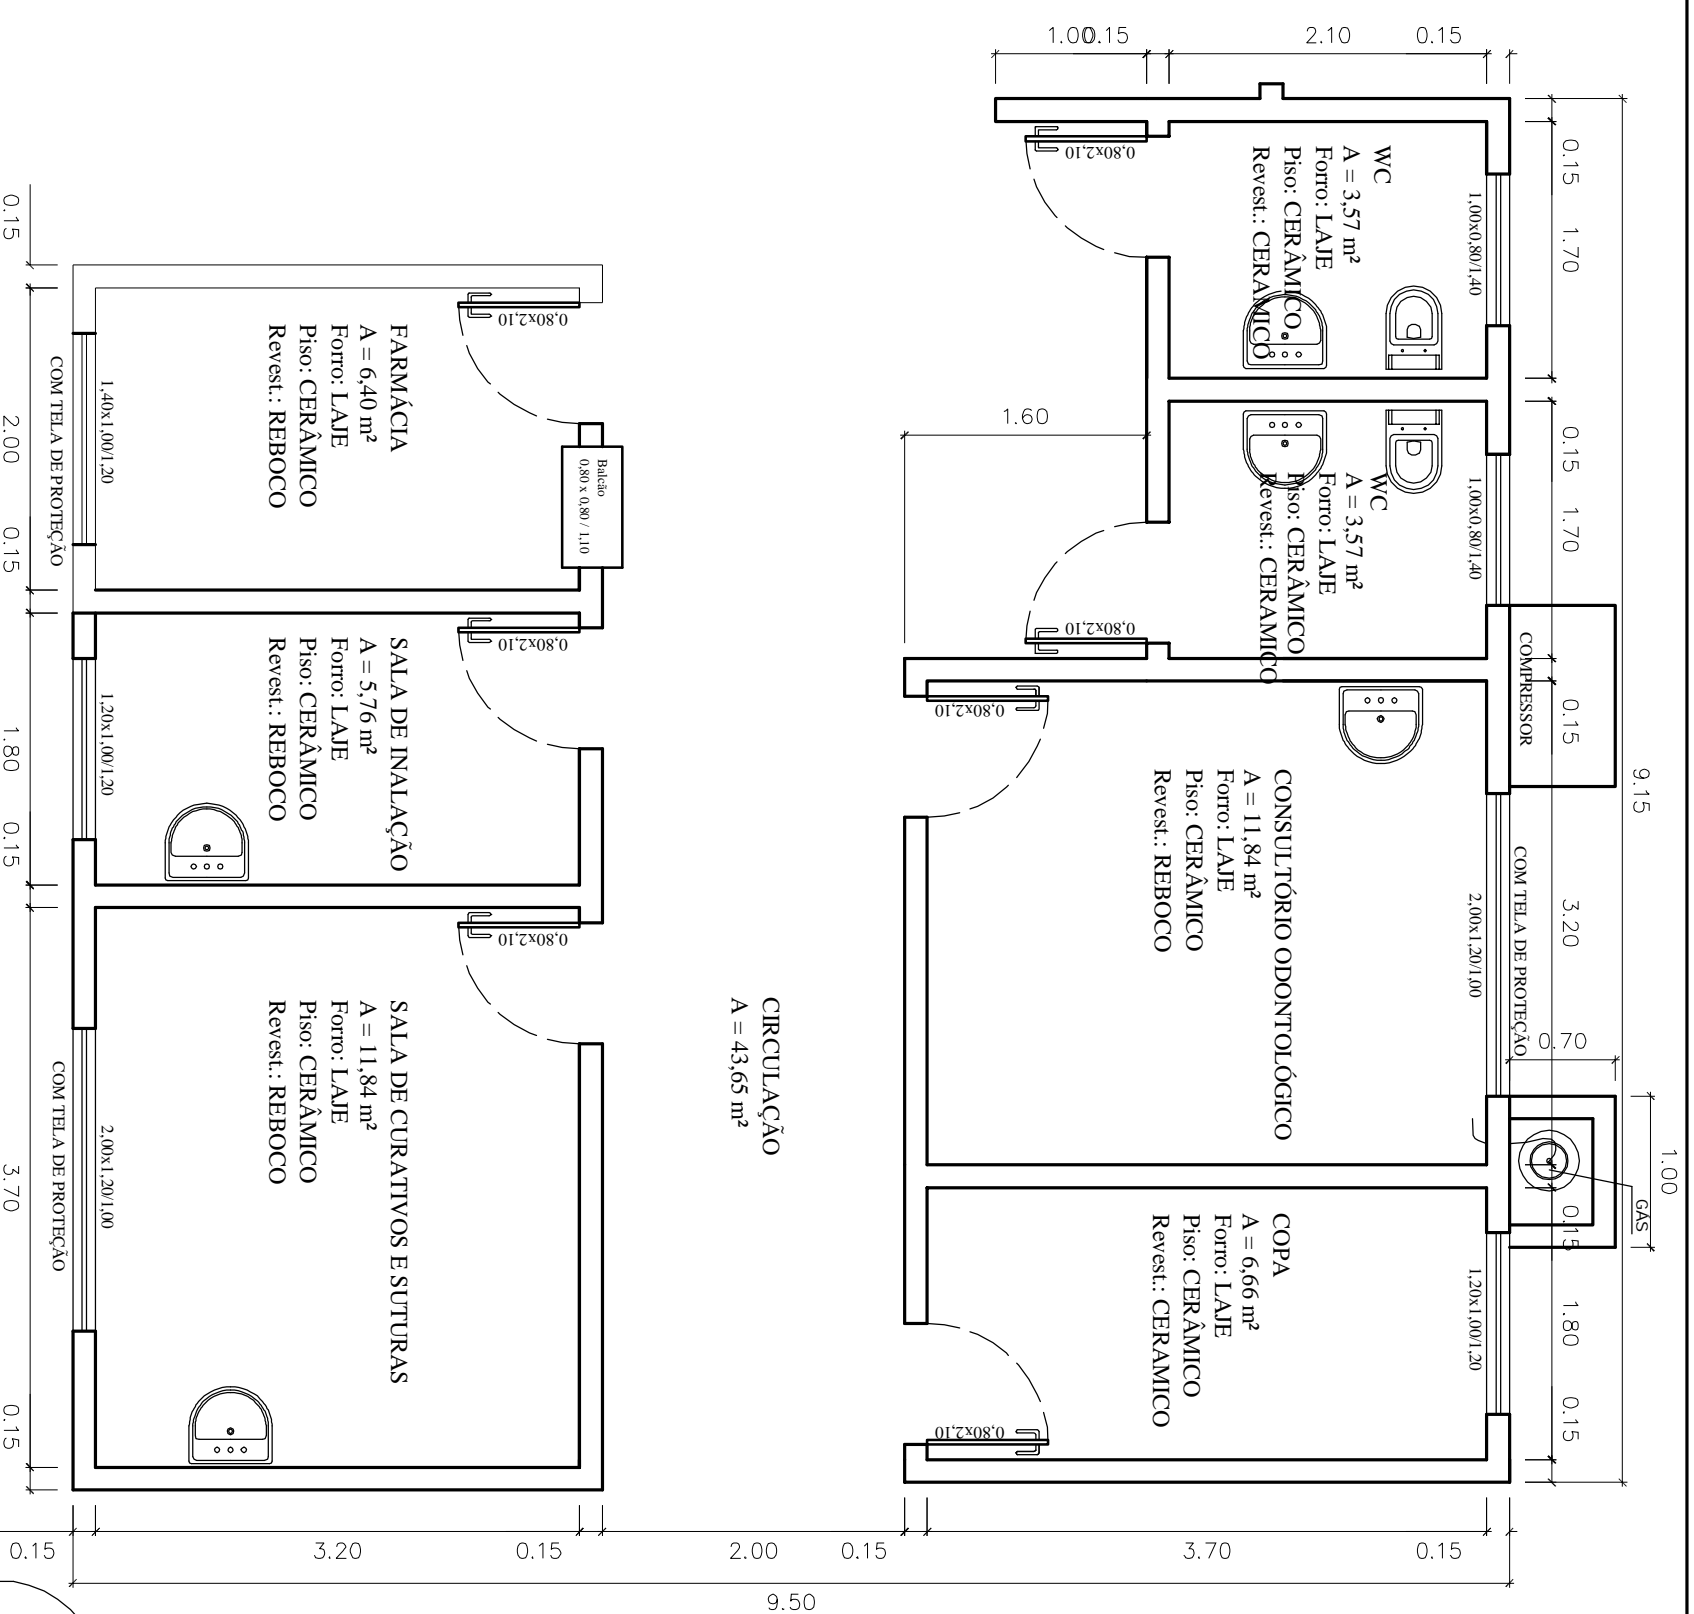 1.00
0.15
2.10
0.15
WC
A = 3,57 m²
Forro: LAJE
Piso: CERÂMICO
Revest.: CERAMICO
0,80x2,10
1,00x0,80/1,40
0.15
1.70
WC
A = 3,57 m²
Forro: LAJE
Piso: CERÂMICO
Revest.: CERAMICO
0,80x2,10
1,00x0,80/1,40
0.15
1.70
1.60
COMPRESSOR
0.15
9.15
CONSULTÓRIO ODONTOLÓGICO
A = 11,84 m²
Forro: LAJE
Piso: CERÂMICO
Revest.: REBOCO
0,80x2,10
2,00x1,20/1,00
COM TELA DE PROTEÇÃO
3.20
0.70
1.00
GÁS
0.15
COPA
A = 6,66 m²
Forro: LAJE
Piso: CERÂMICO
Revest.: CERAMICO
0,80x2,10
1,20x1,00/1,20
1.80
0.15
CIRCULAÇÃO
A = 43,65 m²
FARMÁCIA
A = 6,40 m²
Forro: LAJE
Piso: CERÂMICO
Revest.: REBOCO
0,80x2,10
Balcão
0,80 x 0,80 / 1,10
1,40x1,00/1,20
COM TELA DE PROTEÇÃO
0.15
2.00
0.15
SALA DE INALAÇÃO
A = 5,76 m²
Forro: LAJE
Piso: CERÂMICO
Revest.: REBOCO
0,80x2,10
1,20x1,00/1,20
1.80
0.15
SALA DE CURATIVOS E SUTURAS
A = 11,84 m²
Forro: LAJE
Piso: CERÂMICO
Revest.: REBOCO
0,80x2,10
2,00x1,20/1,00
COM TELA DE PROTEÇÃO
3.70
0.15
0.15
3.20
0.15
2.00
0.15
3.70
0.15
9.50